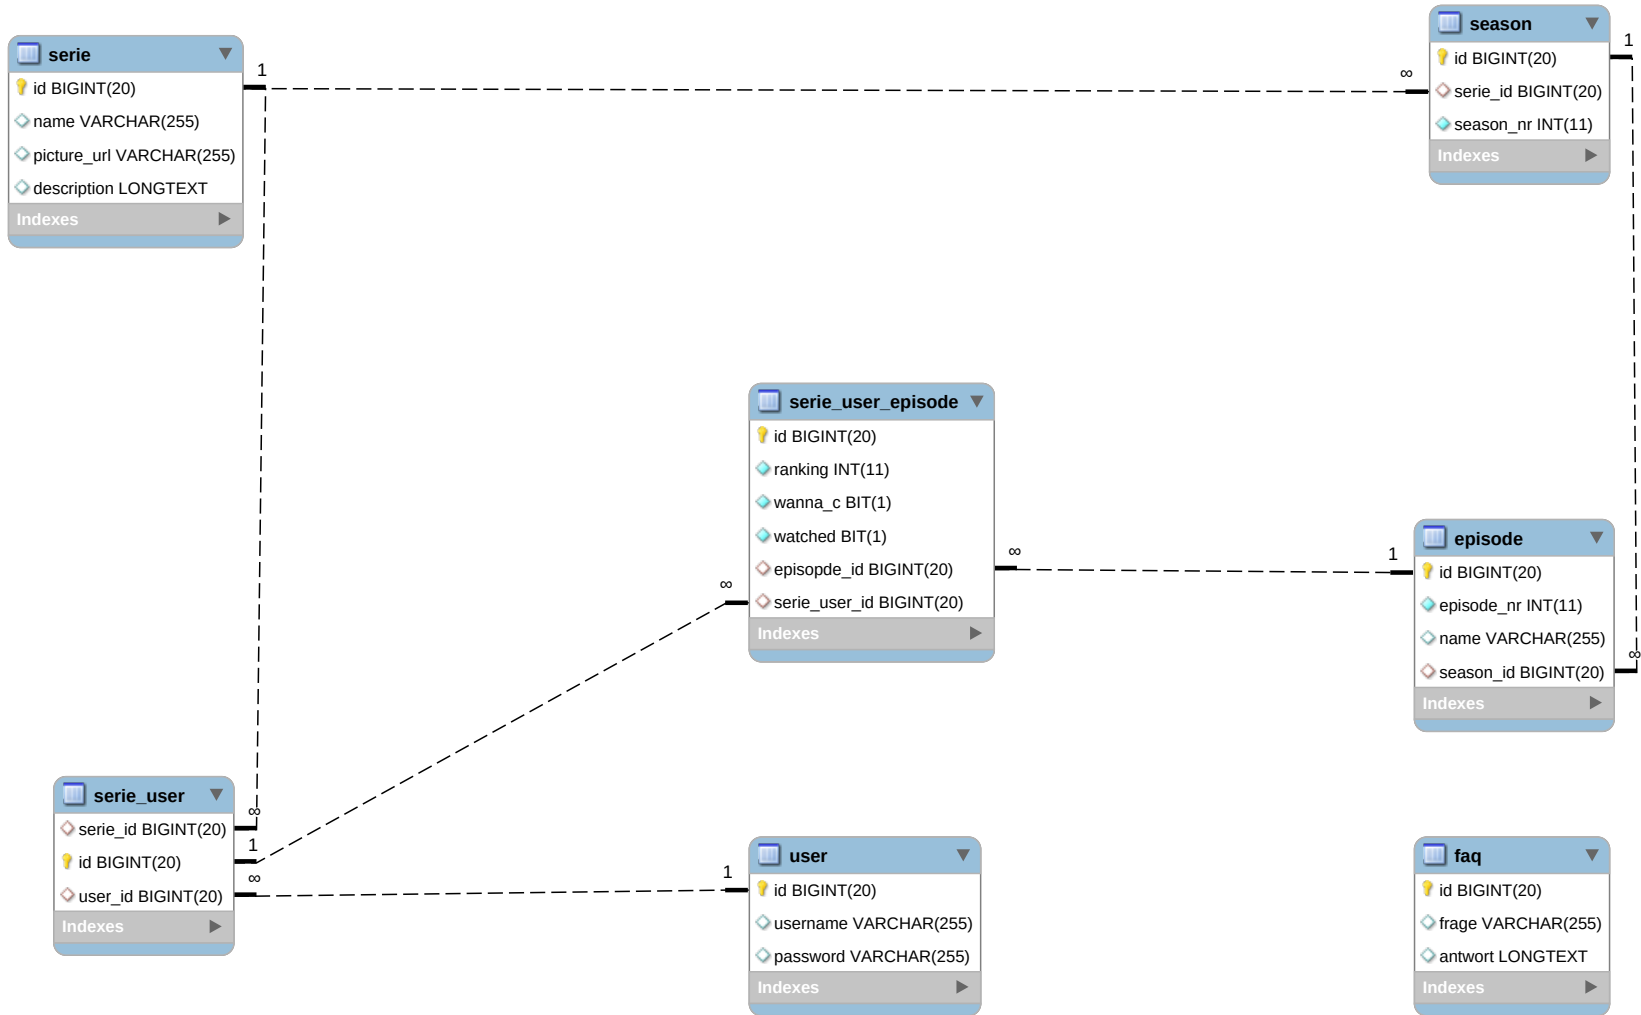 serie
id BIGINT(20)
name VARCHAR(255)
picture_url VARCHAR(255)
description LONGTEXT
Indexes
1
∞
season
id BIGINT(20)
serie_id BIGINT(20)
season_nr INT(11)
Indexes
1
serie_user_episode
id BIGINT(20)
ranking INT(11)
wanna_c BIT(1)
watched BIT(1)
episopde_id BIGINT(20)
serie_user_id BIGINT(20)
Indexes
∞
∞
1
episode
id BIGINT(20)
episode_nr INT(11)
name VARCHAR(255)
season_id BIGINT(20)
Indexes
∞
serie_user
serie_id BIGINT(20)
id BIGINT(20)
user_id BIGINT(20)
Indexes
∞
1
∞
1
user
id BIGINT(20)
username VARCHAR(255)
password VARCHAR(255)
Indexes
faq
id BIGINT(20)
frage VARCHAR(255)
antwort LONGTEXT
Indexes